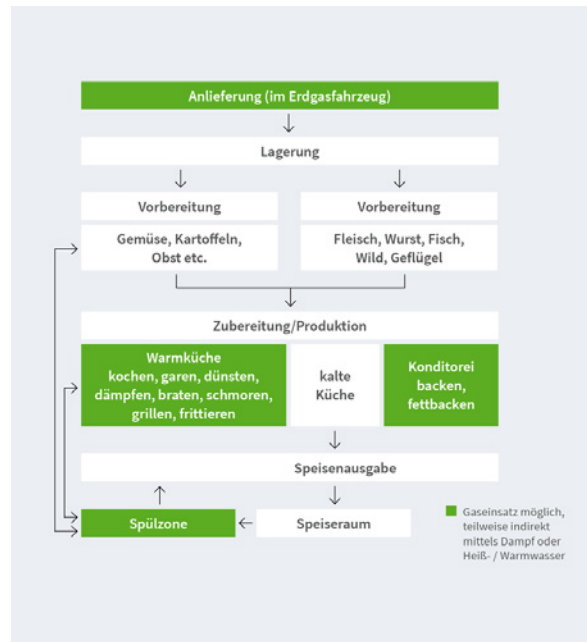 Anlieferung (im Erdgasfahrzeug)
Lagerung
Vorbereitung
Vorbereitung
Gemüse, Kartoffeln,
Obst etc.
Fleisch, Wurst, Fisch,
Wild, Geflügel
Zubereitung/Produktion
Warmküche
kochen, garen, dünsten,
dämpfen, braten, schmoren,
grillen, frittieren
kalte
Küche
Konditorei
backen,
fettbacken
Speisenausgabe
Spülzone
Speiseraum
Gaseinsatz möglich,
teilweise indirekt
mittels Dampf oder
Heiß- / Warmwasser